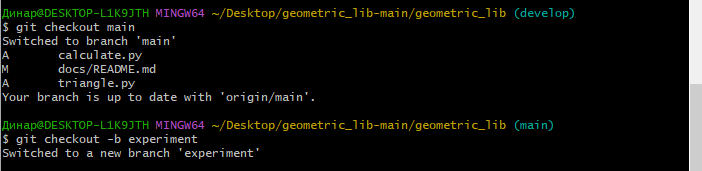 Динар@DESKTOP-L1K9JTH MINGW64 ~/Desktop/geometric_lib-main/geometric_lib (develop)
$ git checkout main
Switched to branch 'main'
A       calculate.py
M       docs/README.md
A       triangle.py
Your branch is up to date with 'origin/main'.
Динар@DESKTOP-L1K9JTH MINGW64 ~/Desktop/geometric_lib-main/geometric_lib (main)
$ git checkout -b experiment
Switched to a new branch 'experiment'